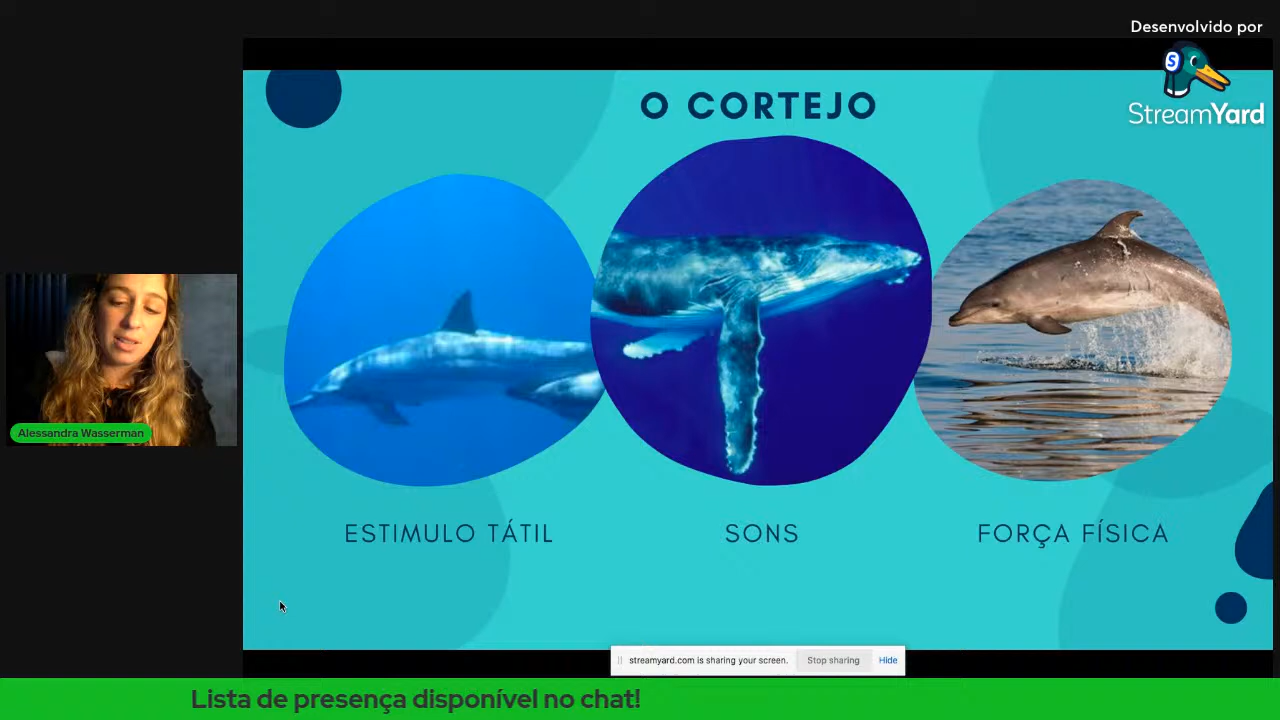 Desenvolvido por
S
StreamYard
O CORTEJO
Alessandra Wasserman
ESTIMULO TÁTIL
SONS
FORÇA FÍSICA
streamyard.com is sharing your screen.
Stop sharing
Hide
Lista de presença disponível no chat!